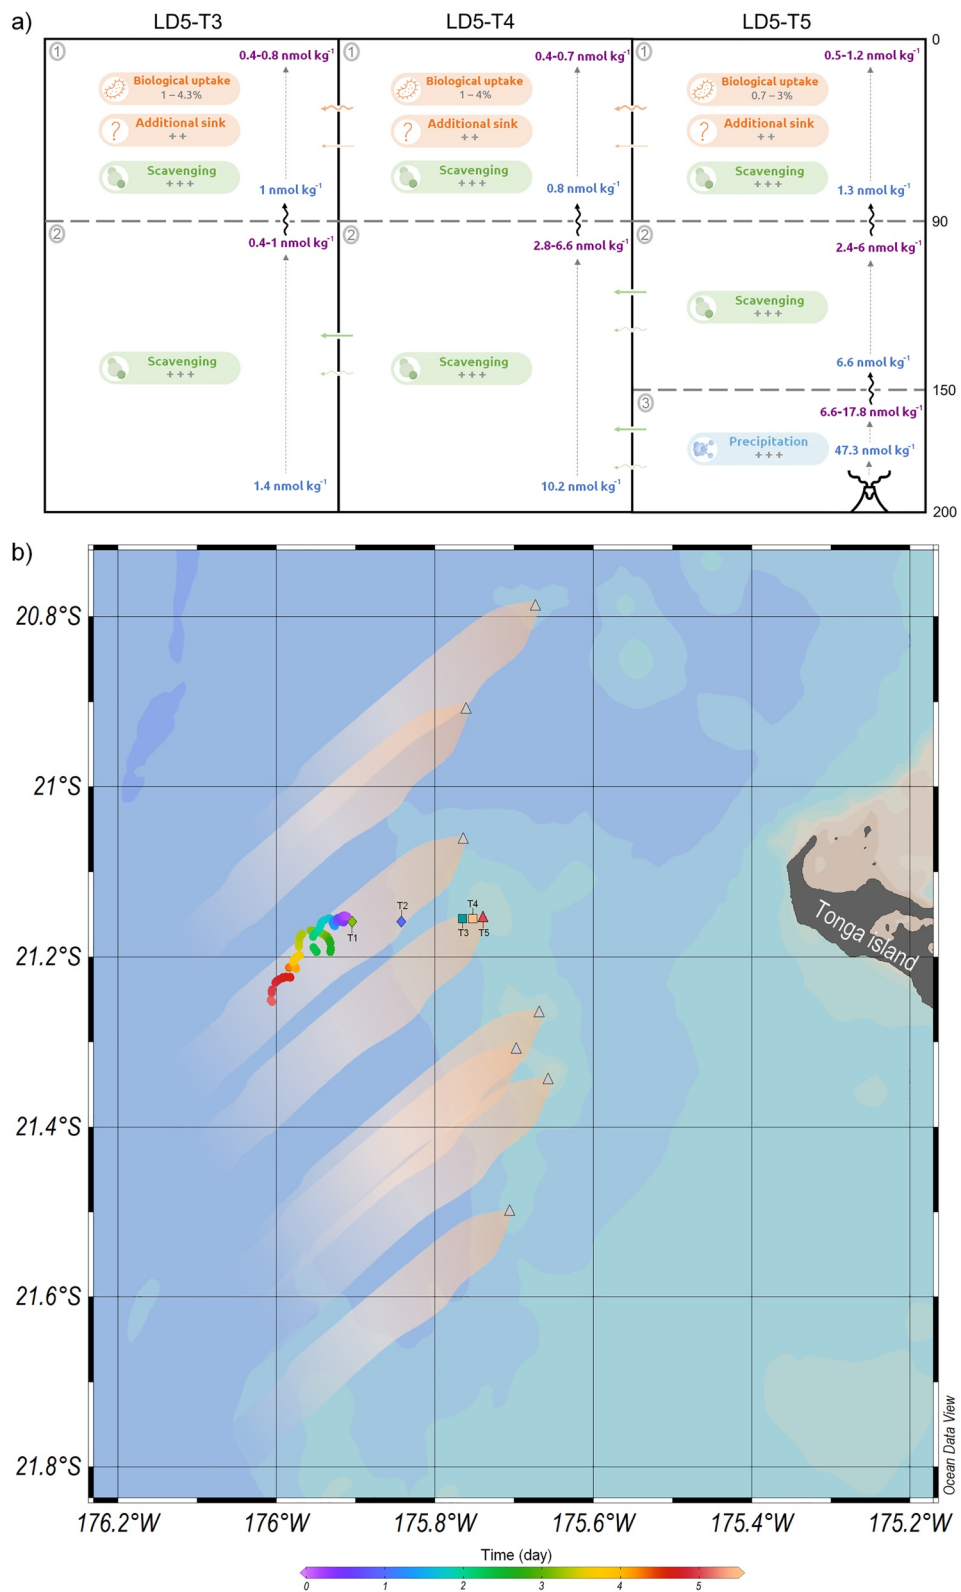 a)
LD5-T3
LD5-T4
LD5-T5
1
0.4-0.8 nmol kg-1
Biological uptake
1 – 4.3%
Additional sink
+ +
Scavenging
+ + +
1 nmol kg-1
2
0.4-1 nmol kg-1
Scavenging
+ + +
1.4 nmol kg-1
1
0.4-0.7 nmol kg-1
Biological uptake
1 – 4%
Additional sink
+ +
Scavenging
+ + +
0.8 nmol kg-1
2
2.8-6.6 nmol kg-1
Scavenging
+ + +
10.2 nmol kg-1
1
0.5-1.2 nmol kg-1
Biological uptake
0.7 – 3%
Additional sink
+ +
Scavenging
+ + +
1.3 nmol kg-1
2
2.4-6 nmol kg-1
Scavenging
+ + +
6.6 nmol kg-1
3
6.6-17.8 nmol kg-1
Precipitation
+ + +
47.3 nmol kg-1
0
90
150
200
b)
20.8°S
21°S
21.2°S
21.4°S
21.6°S
21.8°S
T1
T2
T3
T4
T5
Tonga island
Ocean Data View
176.2°W
176°W
175.8°W
175.6°W
175.4°W
175.2°W
Time (day)
0
1
2
3
4
5